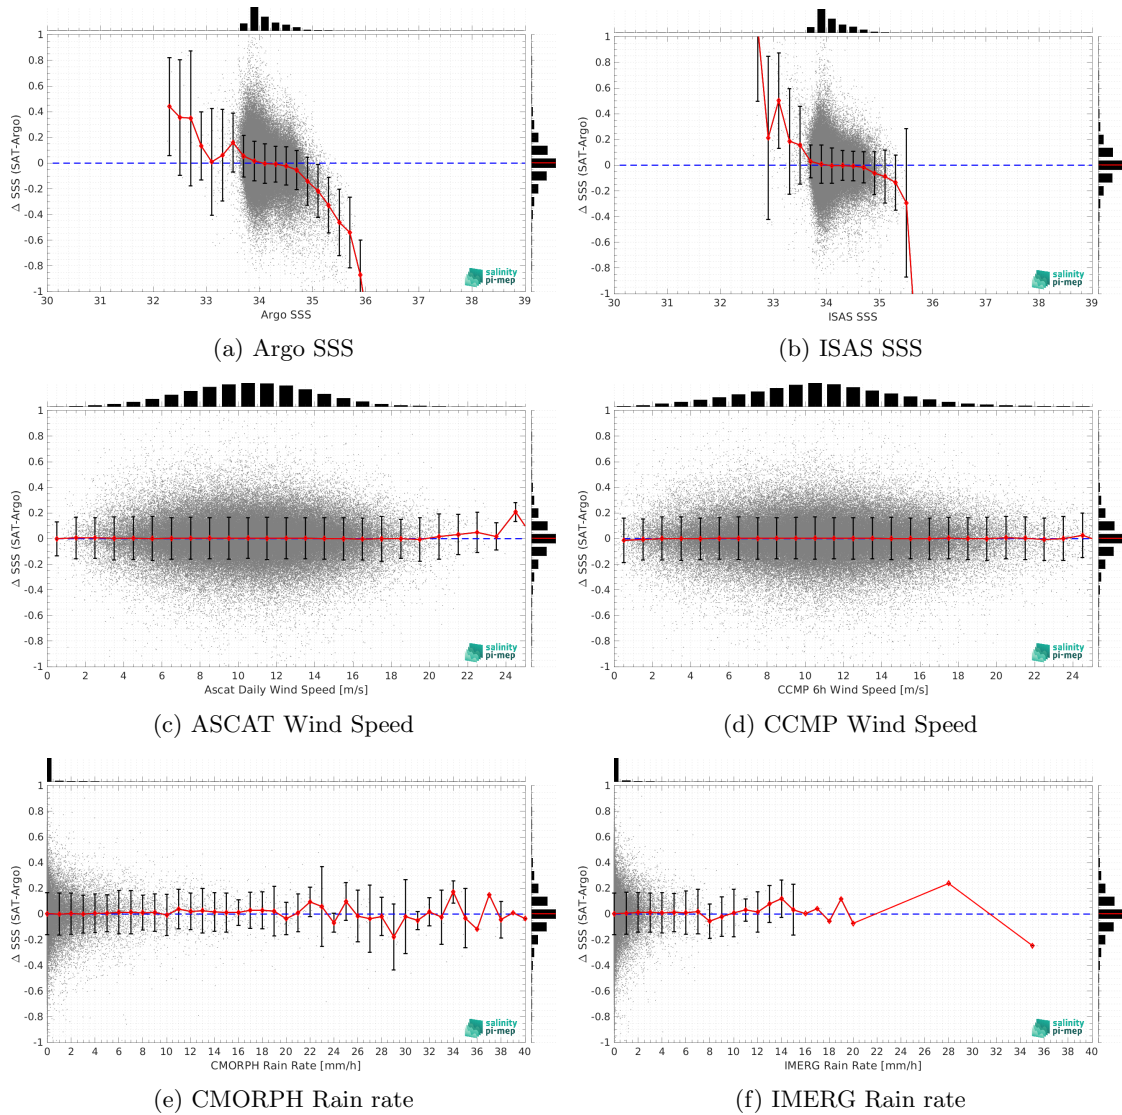 1
0.8
0.6
0.4
0.2
0
-0.2
-0.4
-0.6
-0.8
-1
Δ SSS (SAT-Argo)
salinity
pi-mep
30 31 32 33 34 35 36 37 38 39
Argo SSS
(a) Argo SSS
1
0.8
0.6
0.4
0.2
0
-0.2
-0.4
-0.6
-0.8
-1
Δ SSS (SAT-Argo)
salinity
pi-mep
30 31 32 33 34 35 36 37 38 39
ISAS SSS
(b) ISAS SSS
1
0.8
0.6
0.4
0.2
0
-0.2
-0.4
-0.6
-0.8
-1
Δ SSS (SAT-Argo)
salinity
pi-mep
0 2 4 6 8 10 12 14 16 18 20 22 24
Ascat Daily Wind Speed [m/s]
(c) ASCAT Wind Speed
1
0.8
0.6
0.4
0.2
0
-0.2
-0.4
-0.6
-0.8
-1
Δ SSS (SAT-Argo)
salinity
pi-mep
0 2 4 6 8 10 12 14 16 18 20 22 24
CCMP 6h Wind Speed [m/s]
(d) CCMP Wind Speed
1
0.8
0.6
0.4
0.2
0
-0.2
-0.4
-0.6
-0.8
-1
Δ SSS (SAT-Argo)
salinity
pi-mep
0 2 4 6 8 10 12 14 16 18 20 22 24 26 28 30 32 34 36 38 40
CMORPH Rain Rate [mm/h]
(e) CMORPH Rain rate
1
0.8
0.6
0.4
0.2
0
-0.2
-0.4
-0.6
-0.8
-1
Δ SSS (SAT-Argo)
salinity
pi-mep
0 2 4 6 8 10 12 14 16 18 20 22 24 26 28 30 32 34 36 38 40
IMERG Rain Rate [mm/h]
(f) IMERG Rain rate